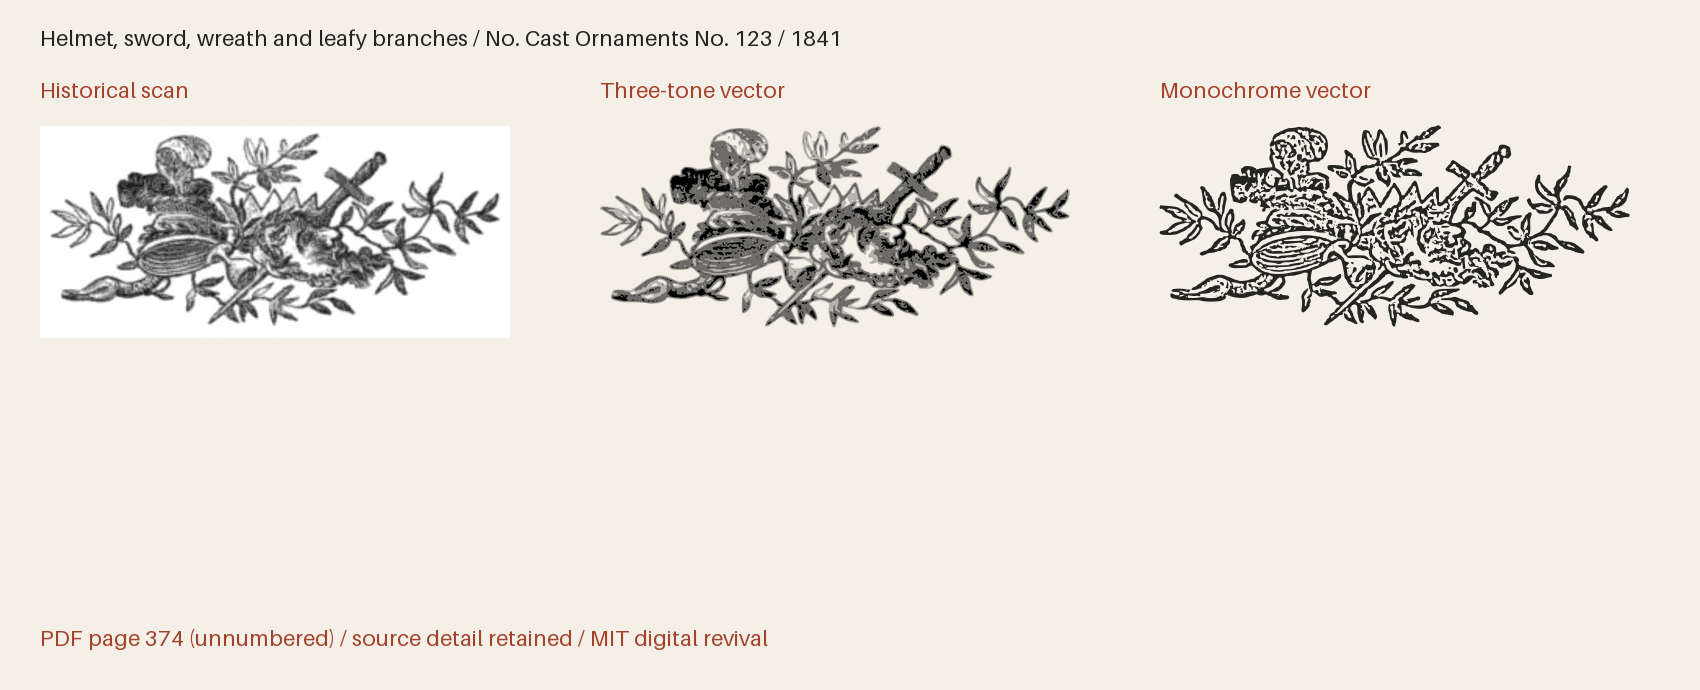 Helmet, sword, wreath and leafy branches / No. Cast Ornaments No. 123 / 1841
Historical scan
Three-tone vector
Monochrome vector
PDF page 374 (unnumbered) / source detail retained / MIT digital revival